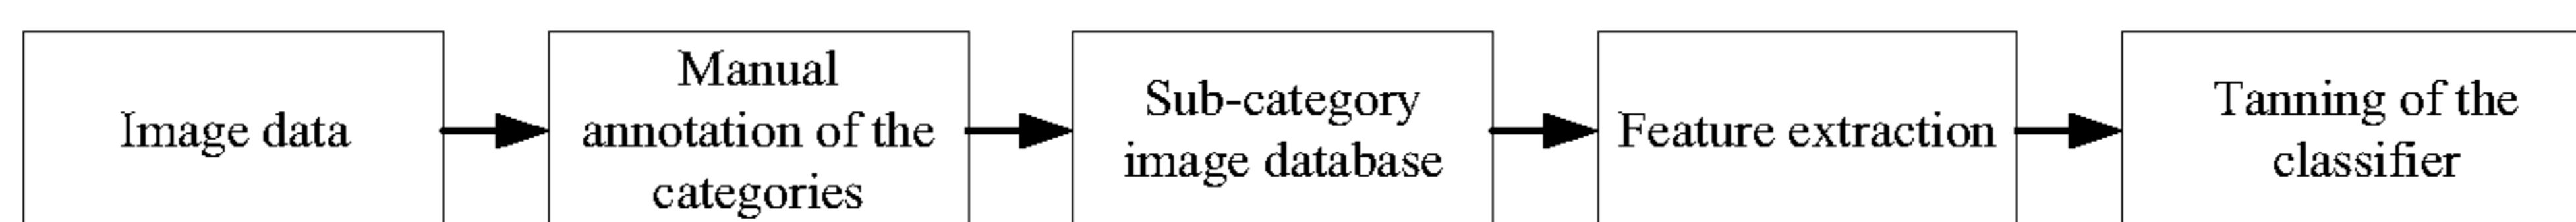 Image data
Manual
annotation of the
categories
Sub-category
image database
Feature extraction
Tanning of the
classifier